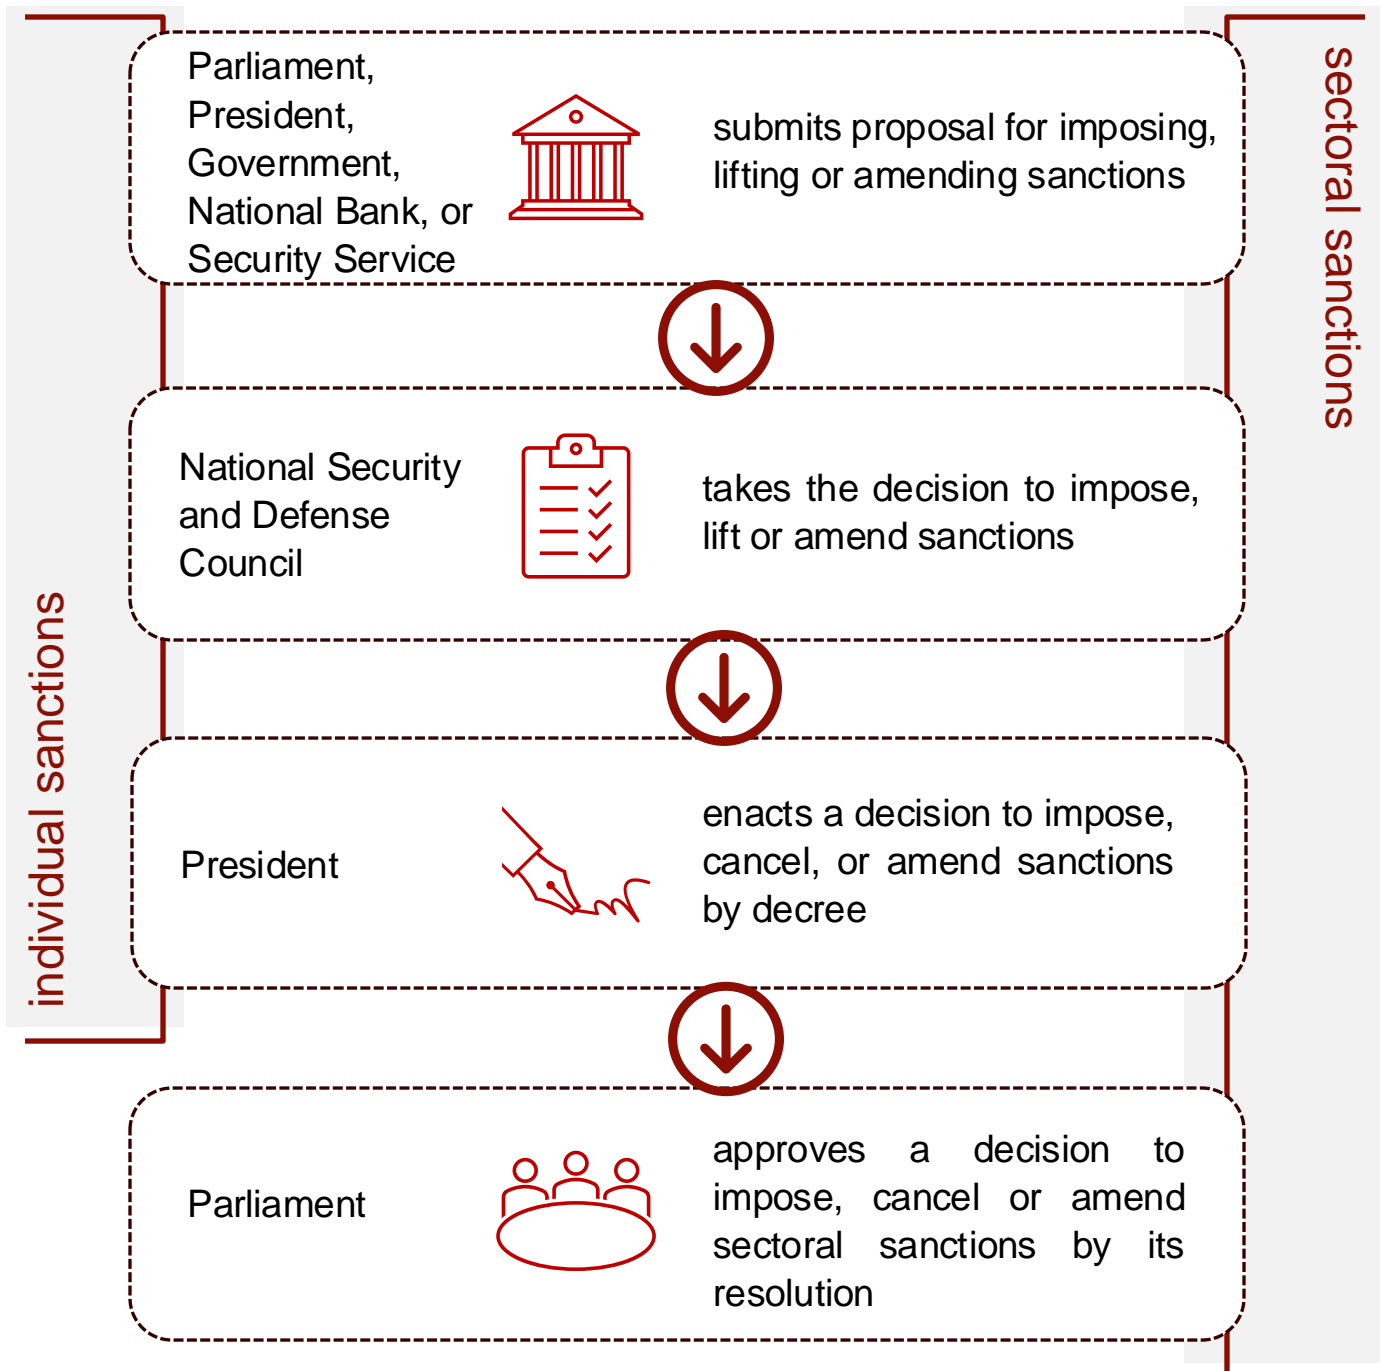 Parliament,
President,
Government,
National Bank, or
Security Service
submits proposal for imposing,
lifting or amending sanctions
National Security
and Defense
Council
takes the decision to impose,
lift or amend sanctions
President
enacts a decision to impose,
cancel, or amend sanctions
by decree
Parliament
approves a decision to
impose, cancel or amend
sectoral sanctions by its
resolution
individual sanctions
sectoral sanctions